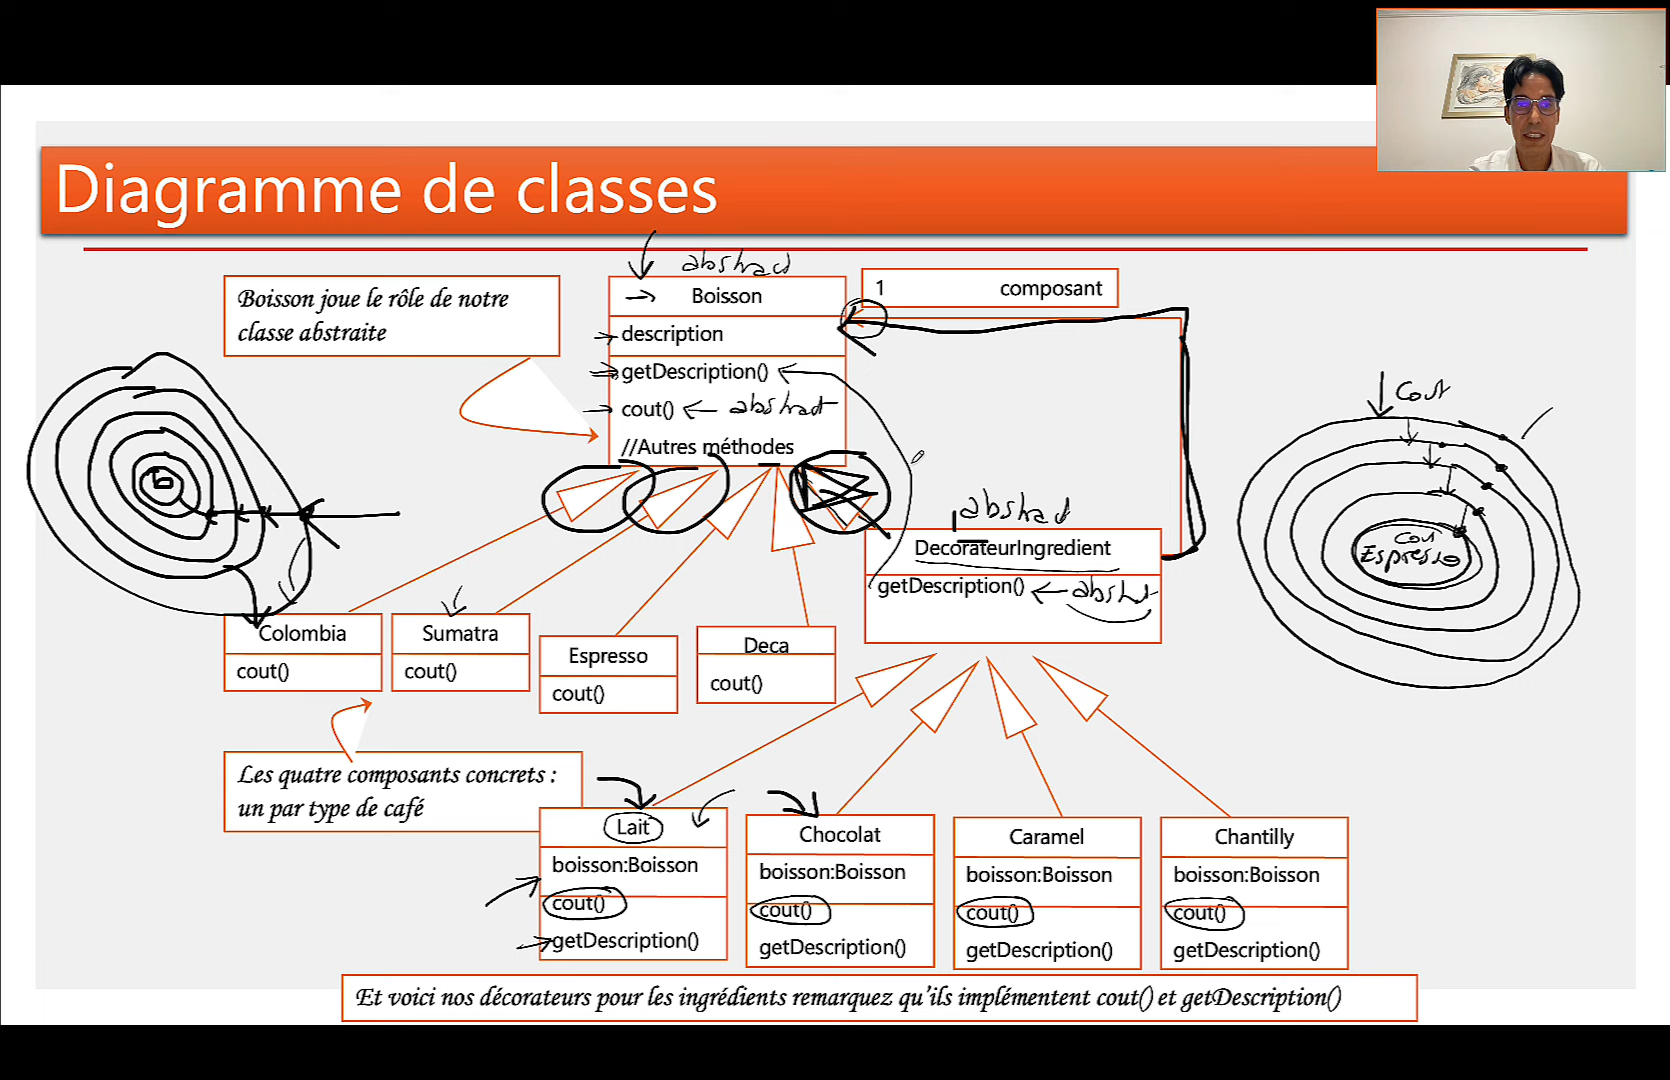 Diagramme de classes
Boisson joue le rôle de notre
classe abstraite
abstract
Boisson
description
getDescription()
cout() abstract
//Autres méthodes
1 composant
abstract
DecorateurIngredient
getDescription() abstract
Cout
Cout
Espresso
b
Colombia
cout()
Sumatra
cout()
Espresso
cout()
Deca
cout()
Les quatre composants concrets :
un par type de café
Lait
boisson:Boisson
cout()
getDescription()
Chocolat
boisson:Boisson
cout()
getDescription()
Caramel
boisson:Boisson
cout()
getDescription()
Chantilly
boisson:Boisson
cout()
getDescription()
Et voici nos décorateurs pour les ingrédients remarquez qu'ils implémentent cout() et getDescription()